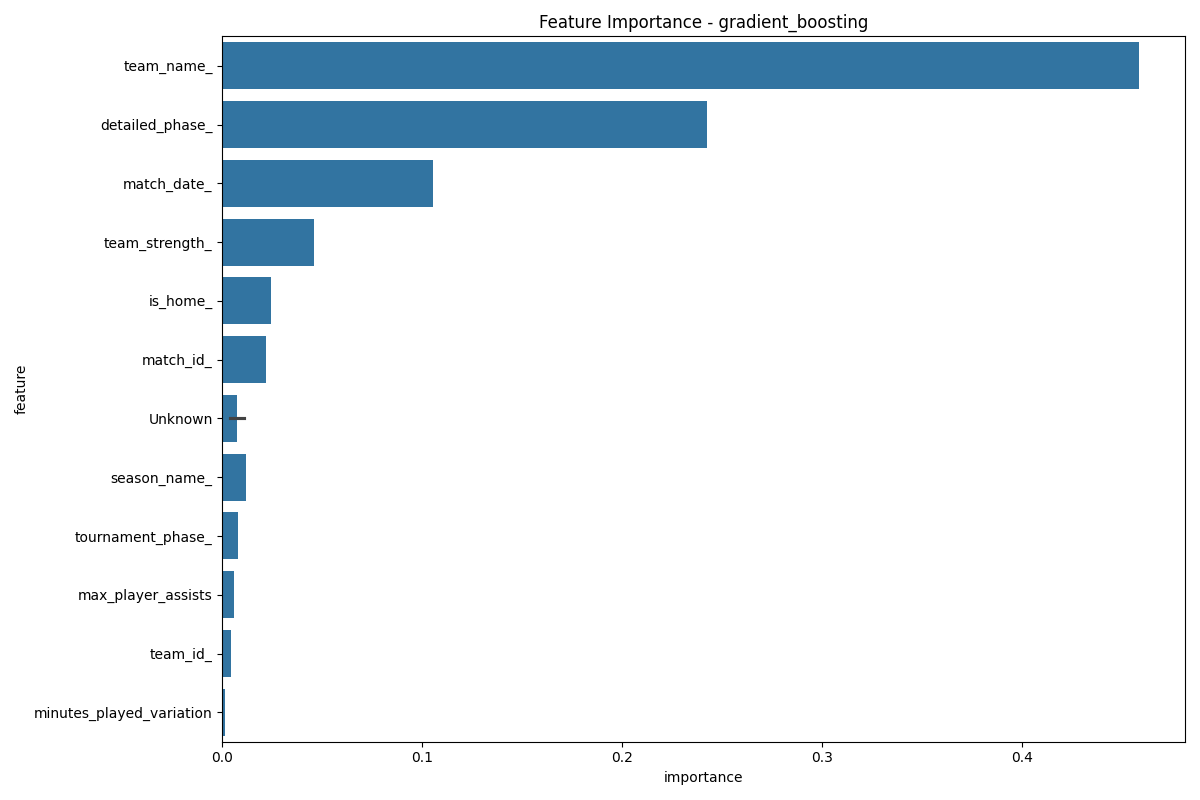 Feature Importance - gradient_boosting
team_name_
detailed_phase_
match_date_
team_strength_
is_home_
match_id_
Unknown
season_name_
tournament_phase_
max_player_assists
team_id_
minutes_played_variation
feature
0.0 0.1 0.2 0.3 0.4
importance